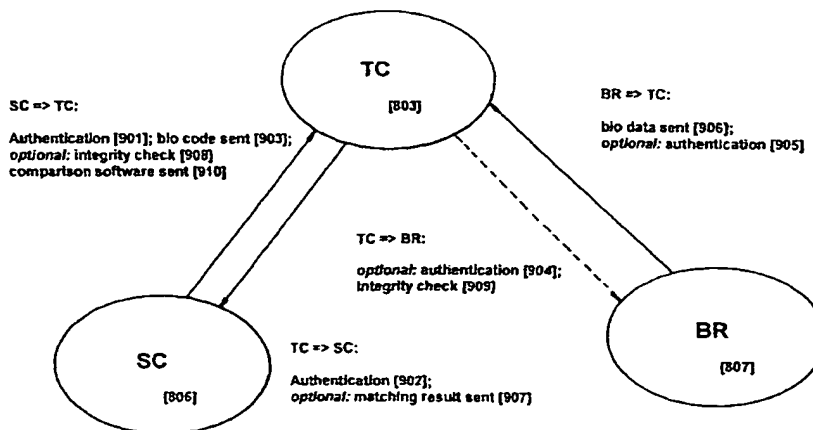 TC
[803]
SC => TC:
Authentication [901]; bio code sent [903];
optional: integrity check [908]
comparison software sent [910]
BR => TC:
bio data sent [906];
optional: authentication [905]
TC => BR:
optional: authentication [904];
integrity check [909]
SC
[806]
TC => SC:
Authentication [902];
optional: matching result sent [907]
BR
[807]